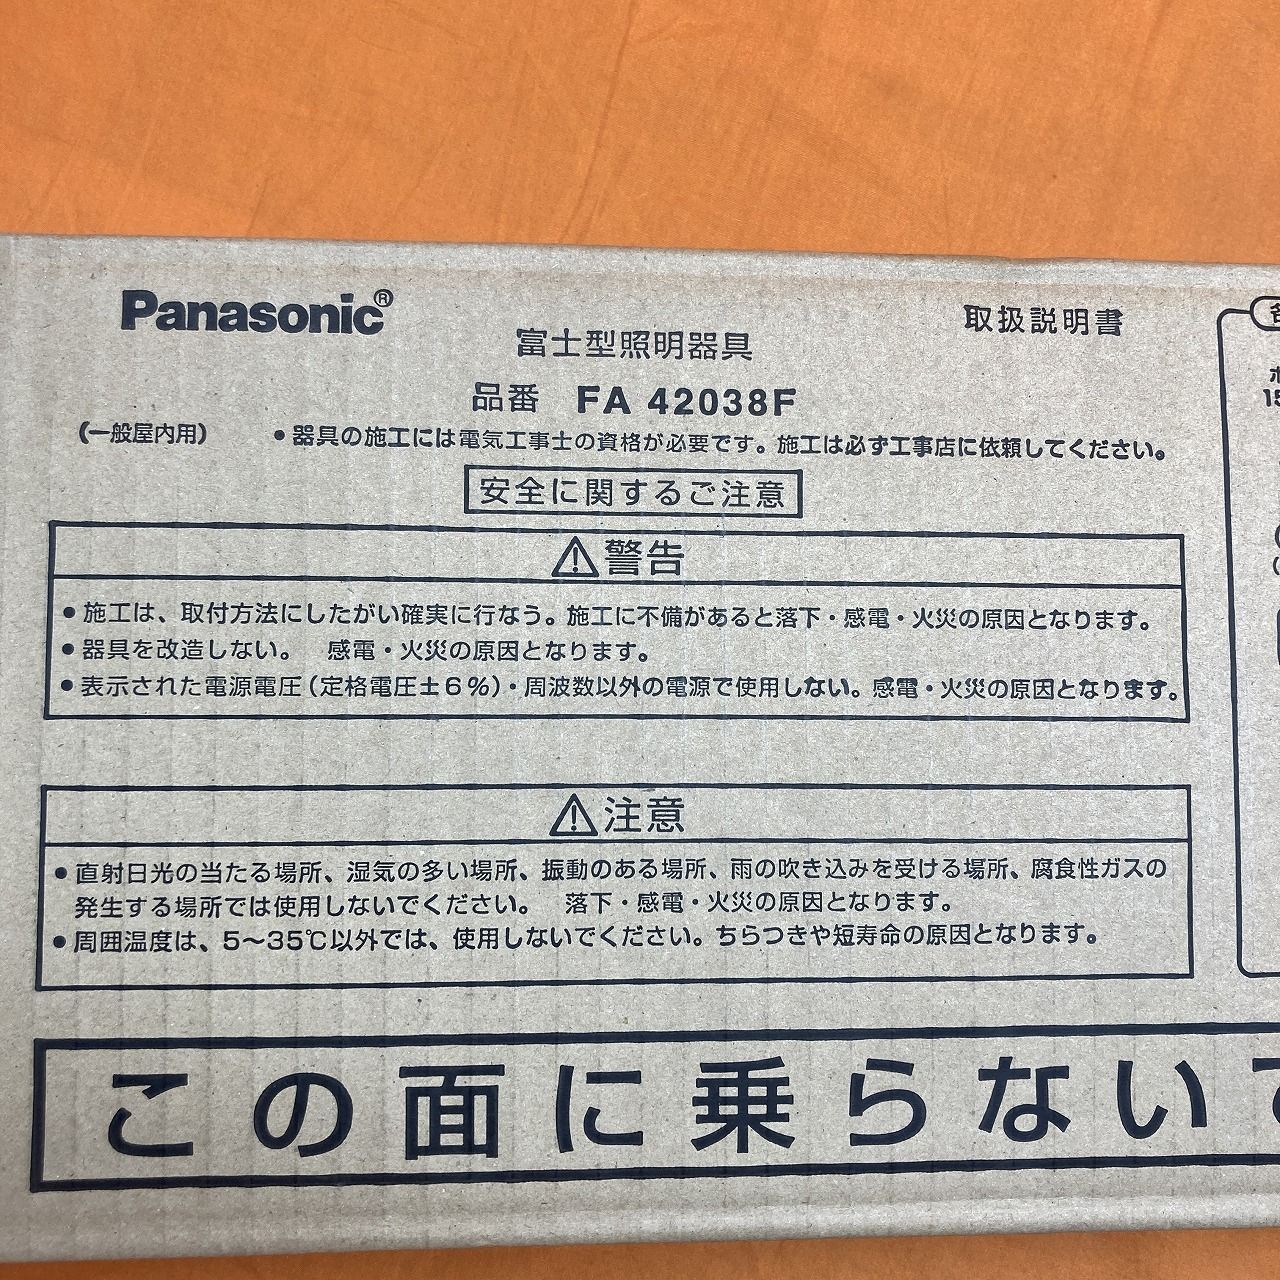 Panasonic®
取扱説明書
富士型照明器具
品番 FA 42038F
(一般屋内用)
●器具の施工には電気工事士の資格が必要です。施工は必ず工事店に依頼してください。
安全に関するご注意
⚠警告
●施工は、取付方法にしたがい確実に行なう。施工に不備があると落下・感電・火災の原因となります。
●器具を改造しない。 感電・火災の原因となります。
●表示された電源電圧(定格電圧±6%)・周波数以外の電源で使用しない。感電・火災の原因となります。
⚠注意
●直射日光の当たる場所、湿気の多い場所、振動のある場所、雨の吹き込みを受ける場所、腐食性ガスの
発生する場所では使用しないでください。 落下・感電・火災の原因となります。
●周囲温度は、5〜35℃以外では、使用しないでください。ちらつきや短寿命の原因となります。
この面に乗らない
各
15